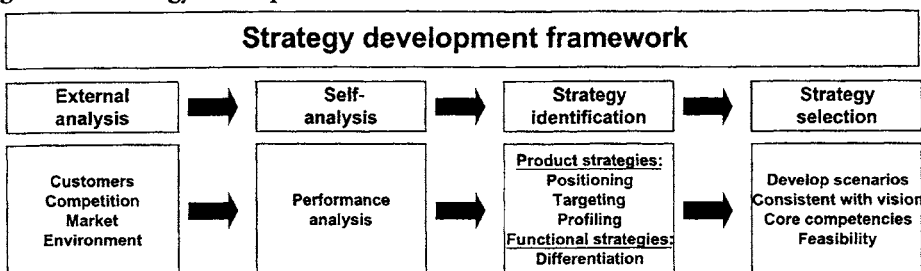 Strategy development framework
External
analysis
Self-
analysis
Strategy
identification
Strategy
selection
Customers
Competition
Market
Environment
Performance
analysis
Product strategies:
Positioning
Targeting
Profiling
Functional strategies:
Differentiation
Develop scenarios
Consistent with vision
Core competencies
Feasibility